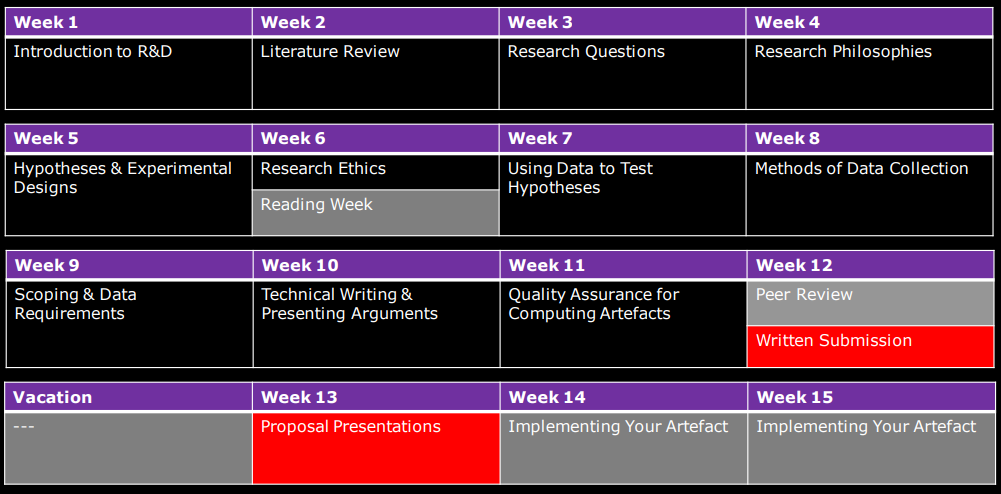 Week 1
Week 2
Week 3
Week 4
Introduction to R&D
Literature Review
Research Questions
Research Philosophies
Week 5
Week 6
Week 7
Week 8
Hypotheses & Experimental
Designs
Research Ethics
Reading Week
Using Data to Test
Hypotheses
Methods of Data Collection
Week 9
Week 10
Week 11
Week 12
Scoping & Data
Requirements
Technical Writing &
Presenting Arguments
Quality Assurance for
Computing Artefacts
Peer Review
Written Submission
Vacation
Week 13
Week 14
Week 15
---
Proposal Presentations
Implementing Your Artefact
Implementing Your Artefact